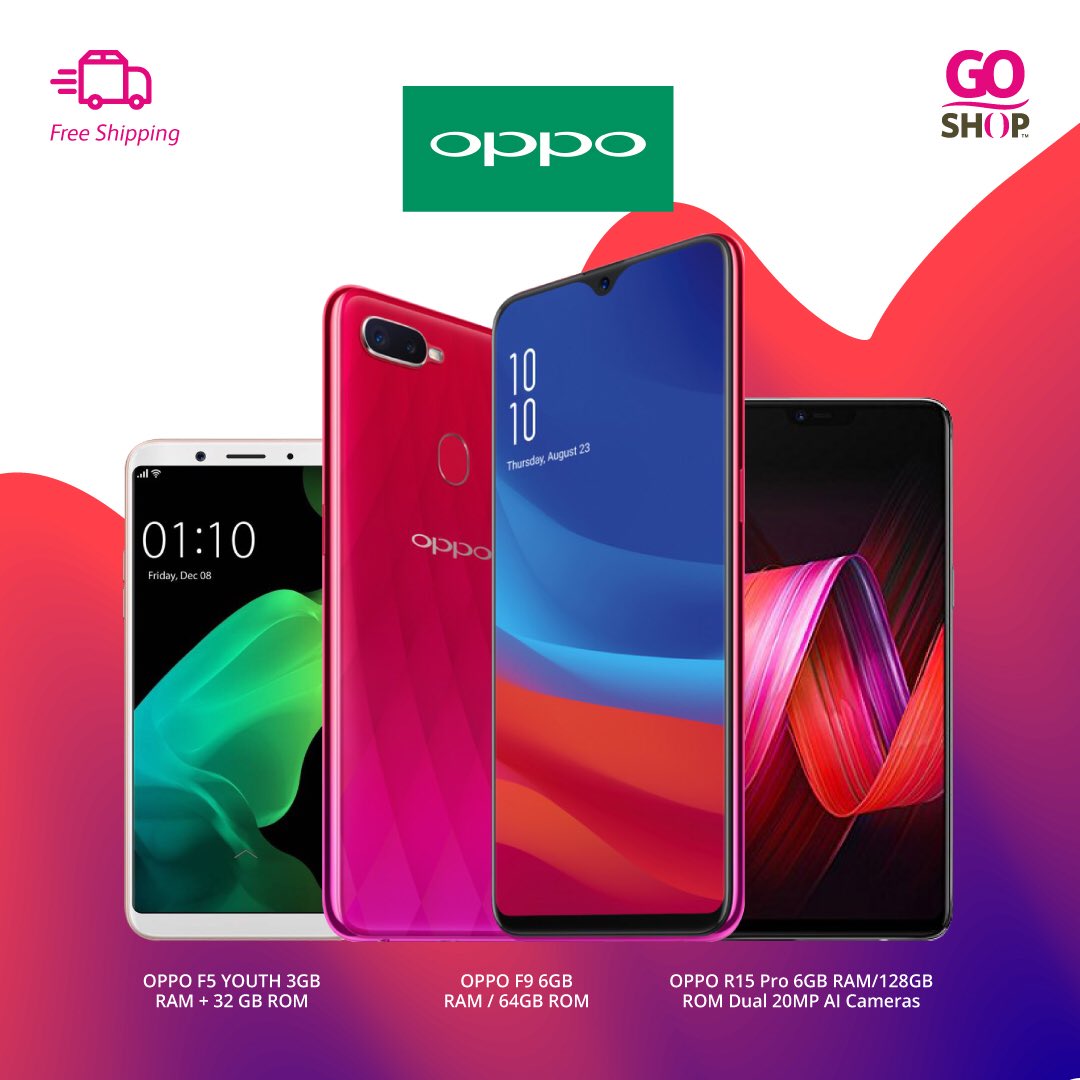 Free Shipping
oppo
GO
SHOP™
10
10
Thursday, August 23
oppo
01:10
Friday, Dec 08
OPPO F5 YOUTH 3GB
RAM + 32 GB ROM
OPPO F9 6GB
RAM / 64GB ROM
OPPO R15 Pro 6GB RAM/128GB
ROM Dual 20MP AI Cameras